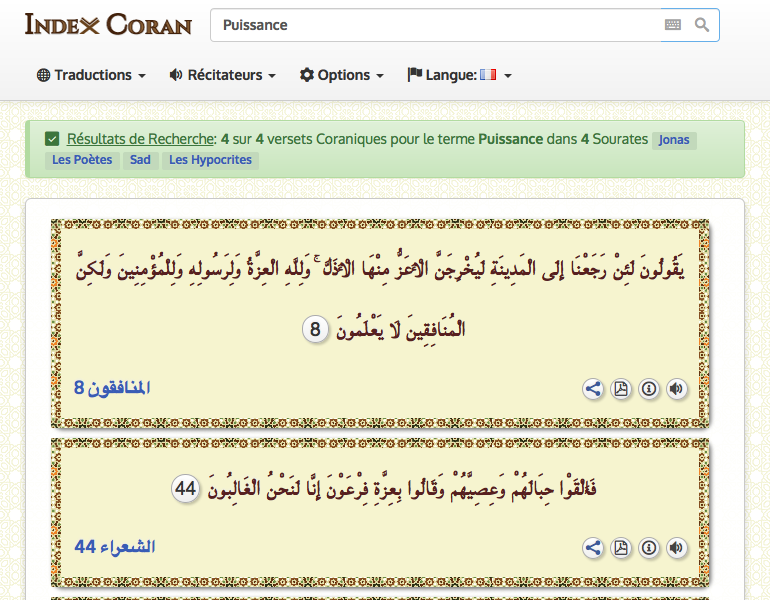 INDEX CORAN
Puissance
Traductions Récitateurs Options Langue:
Résultats de Recherche: 4 sur 4 versets Coraniques pour le terme Puissance dans 4 Sourates Jonas
Les Poètes Sad Les Hypocrites
يَقُولُونَ لَئِنْ رَجَعْنَا إِلَى الْمَدِينَةِ لَيُخْرِجَنَّ الْأَعَزُّ مِنْهَا الْأَذَلَّ ۚ وَلِلَّهِ الْعِزَّةُ وَلِرَسُولِهِ وَلِلْمُؤْمِنِينَ وَلَٰكِنَّ
الْمُنَافِقِينَ لَا يَعْلَمُونَ 8
المنافقون 8
فَأَلْقَوْا حِبَالَهُمْ وَعِصِيَّهُمْ وَقَالُوا بِعِزَّةِ فِرْعَوْنَ إِنَّا لَنَحْنُ الْغَالِبُونَ 44
الشعراء 44